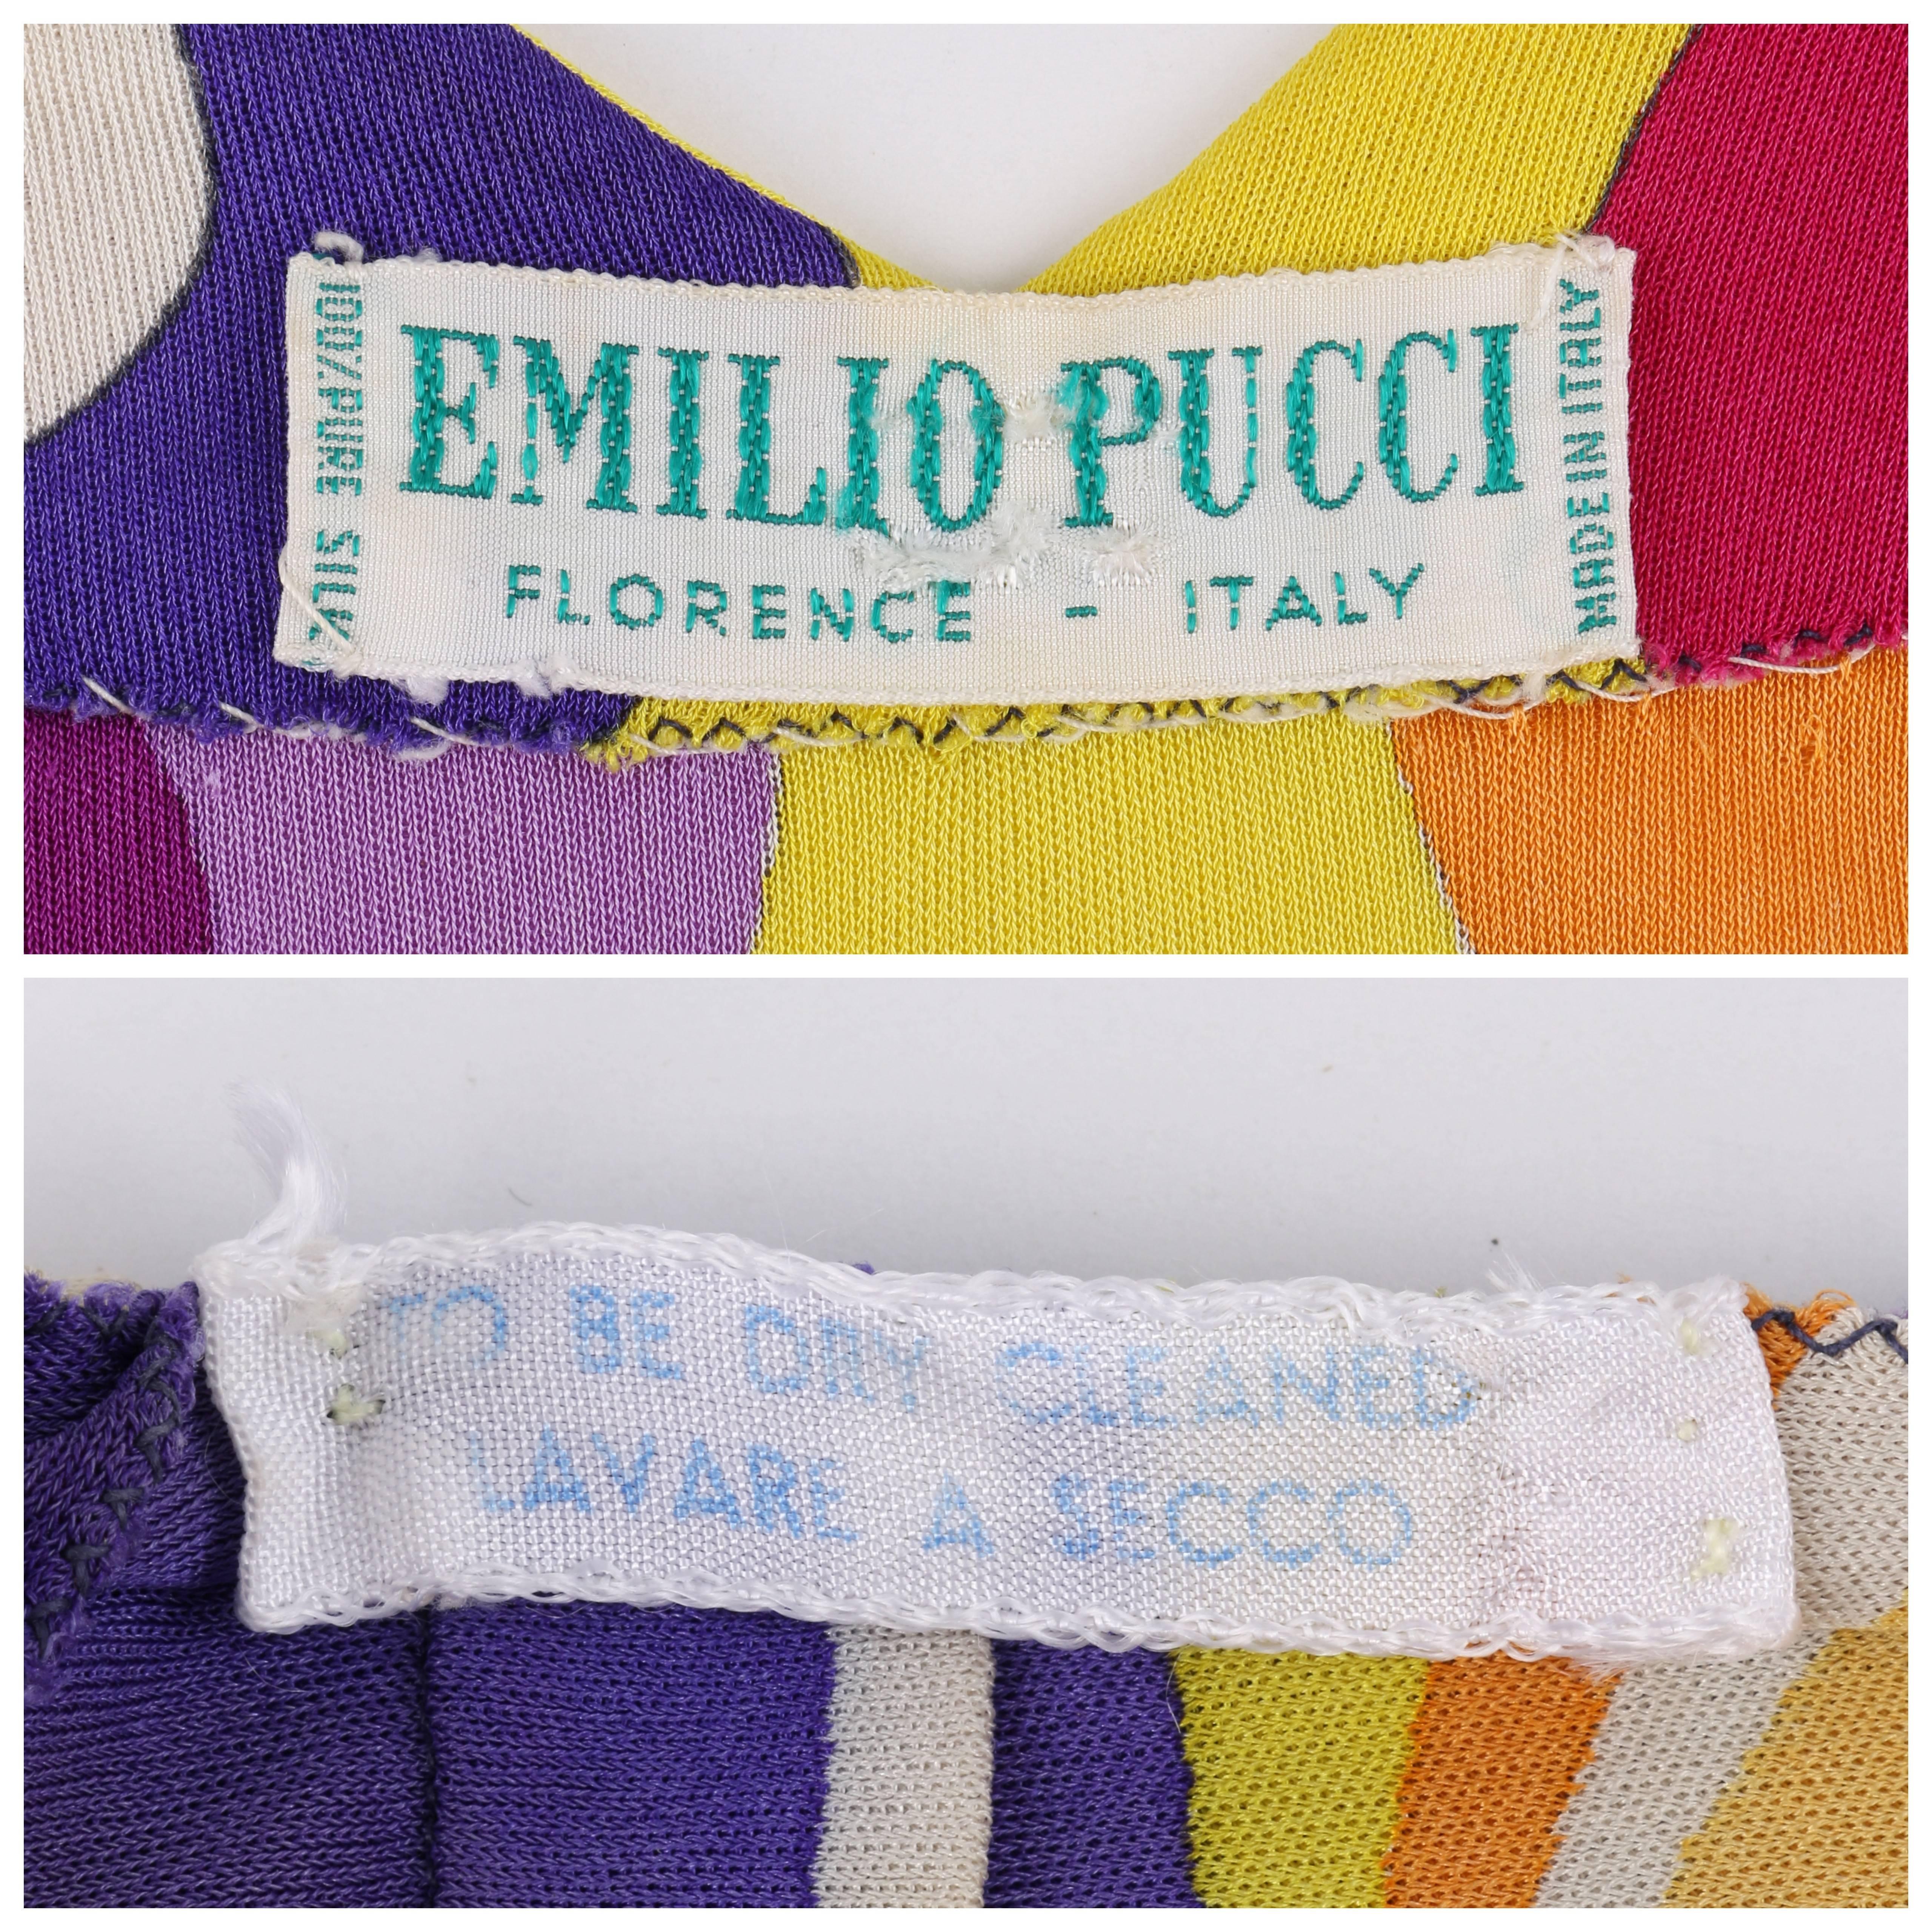 100% PURE SILK
EMILIO PUCCI
FLORENCE - ITALY
MADE IN ITALY
TO BE DRY CLEANED
LAVARE A SECCO